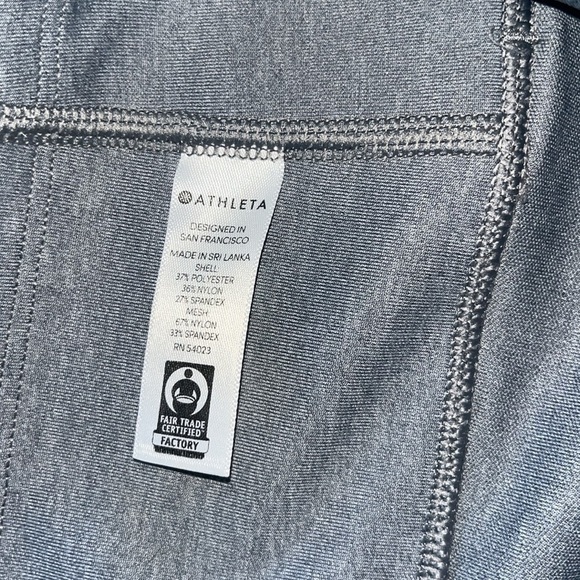 ATHLETA
DESIGNED IN
SAN FRANCISCO
MADE IN SRI LANKA
SHELL:
37% POLYESTER
36% NYLON
27% SPANDEX
MESH:
67% NYLON
33% SPANDEX
RN 54023
FAIR TRADE
CERTIFIED™
FACTORY